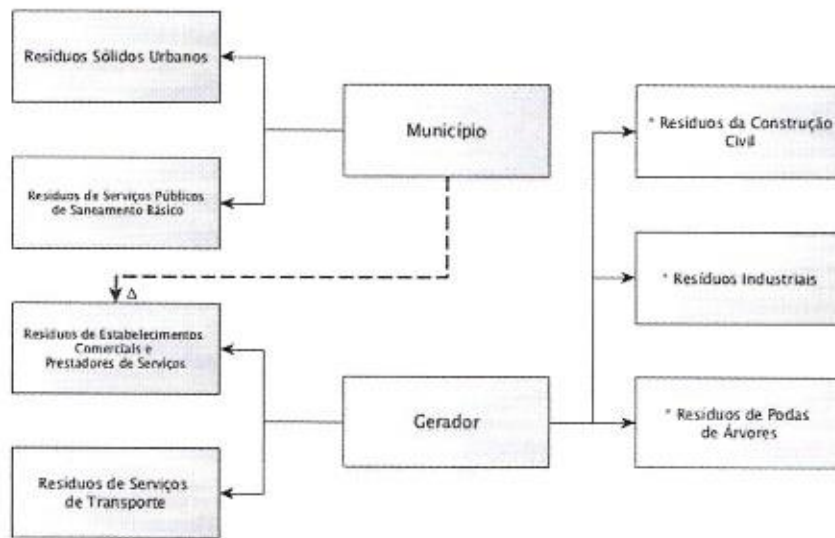 Resíduos Sólidos Urbanos
Município
* Resíduos da Construção
Civil
Resíduos de Serviços Públicos
de Saneamento Básico
Δ
* Resíduos Industriais
Resíduos de Estabelecimentos
Comerciais e
Prestadores de Serviços
Gerador
* Resíduos de Podas
de Árvores
Resíduos de Serviços
de Transporte